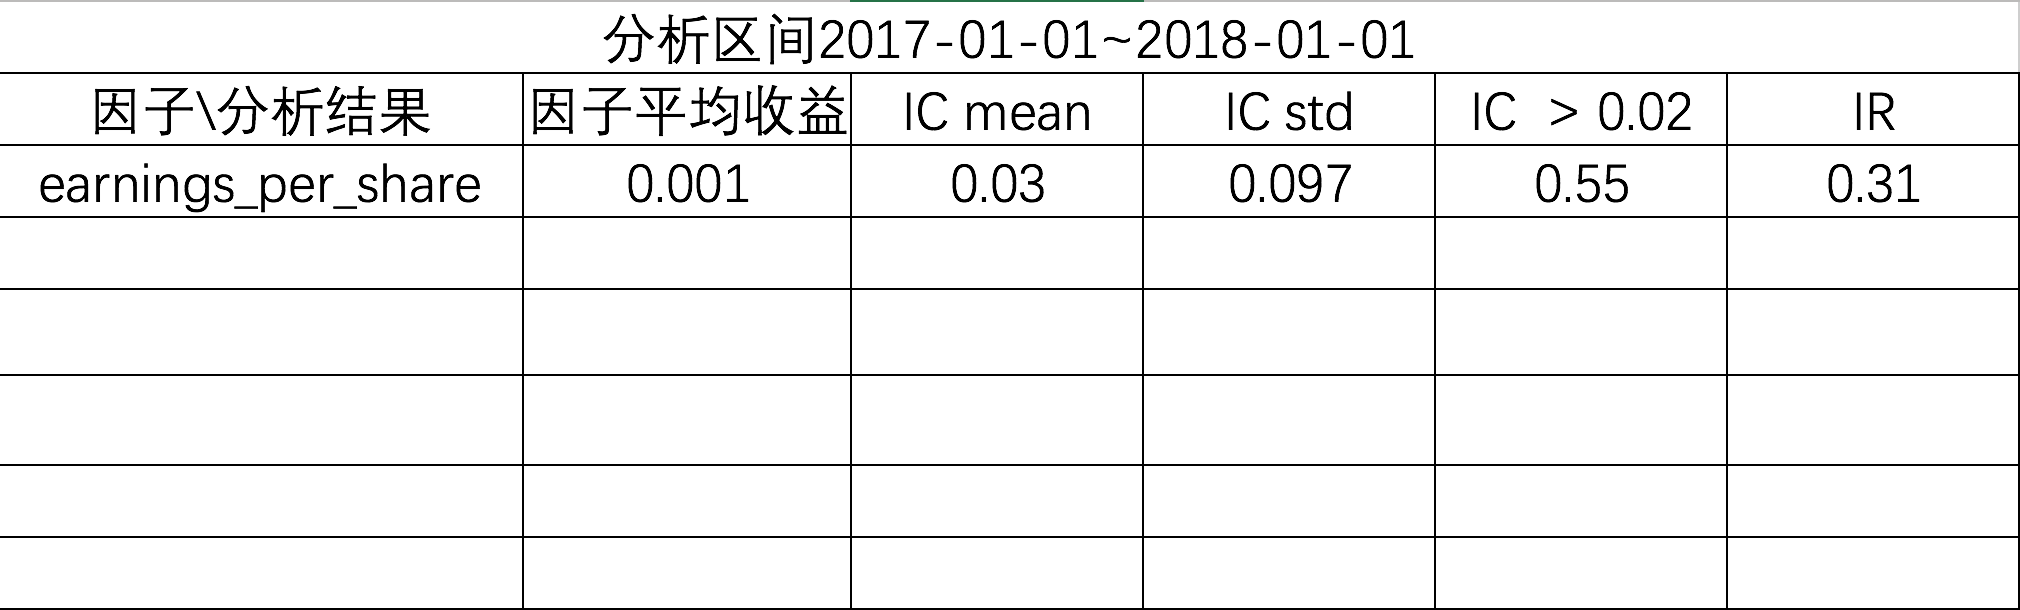 分析区间2017-01-01~2018-01-01
因子\分析结果 因子平均收益 IC mean IC std IC > 0.02 IR
earnings_per_share 0.001 0.03 0.097 0.55 0.31